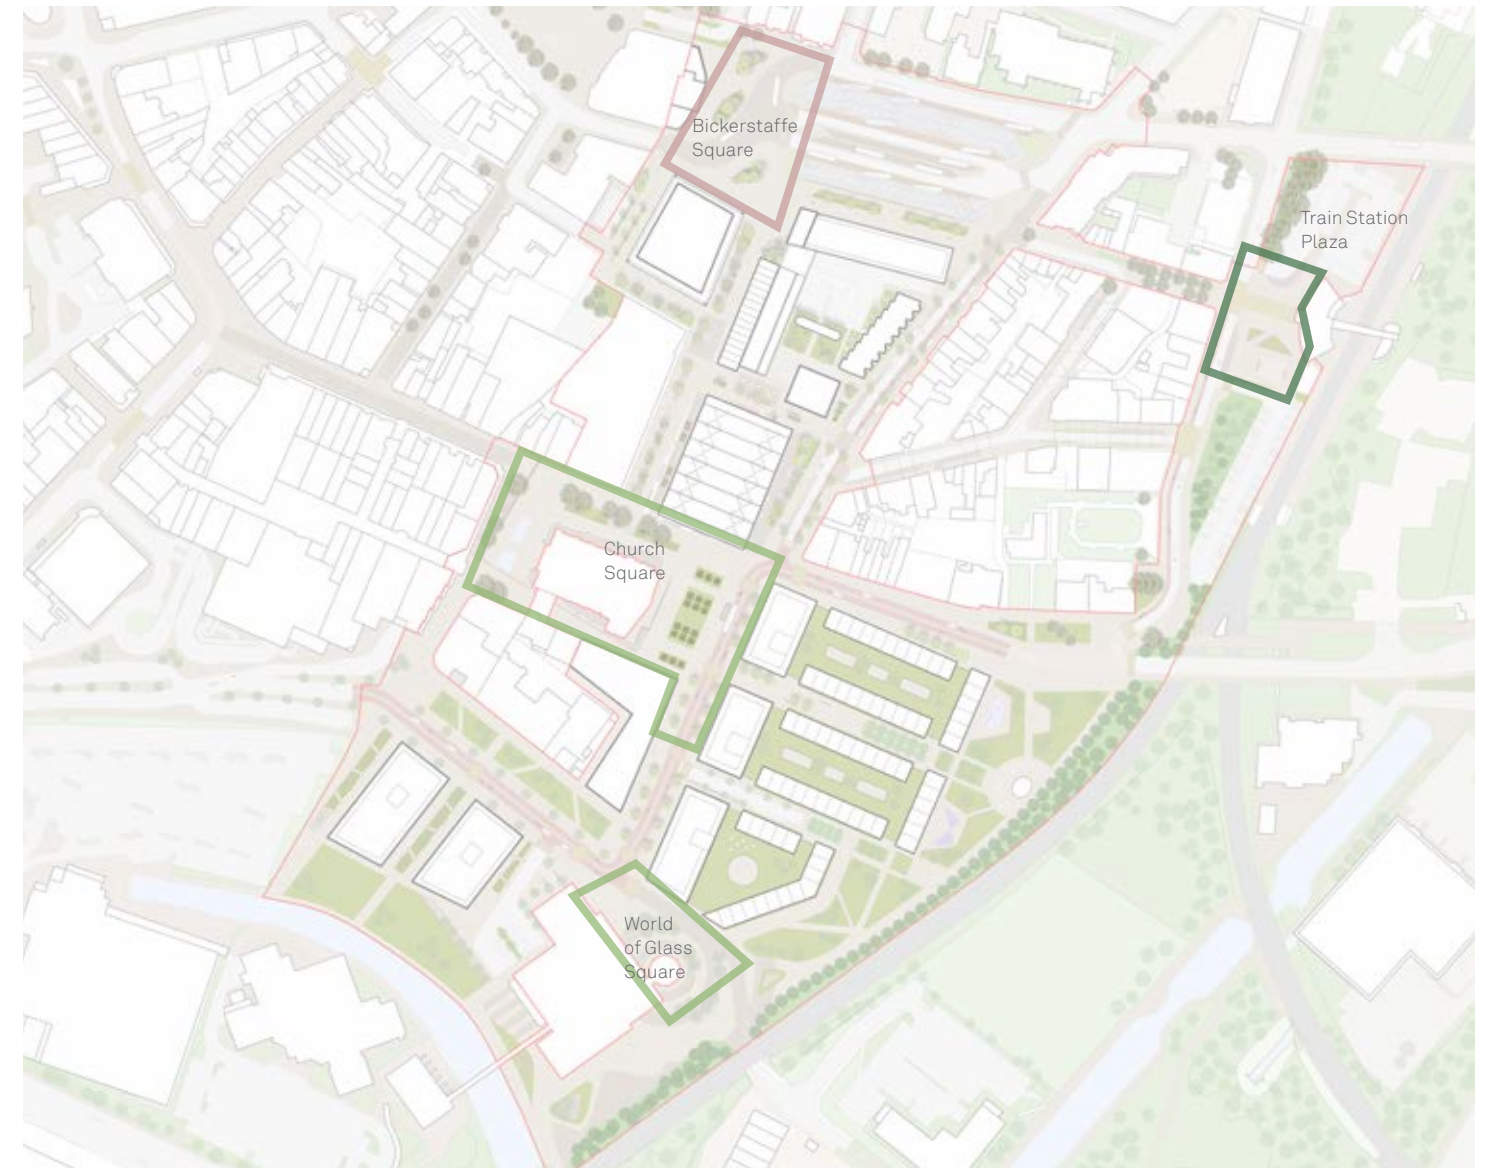 Bickerstaffe
Square
Train Station
Plaza
Church
Square
World
of Glass
Square